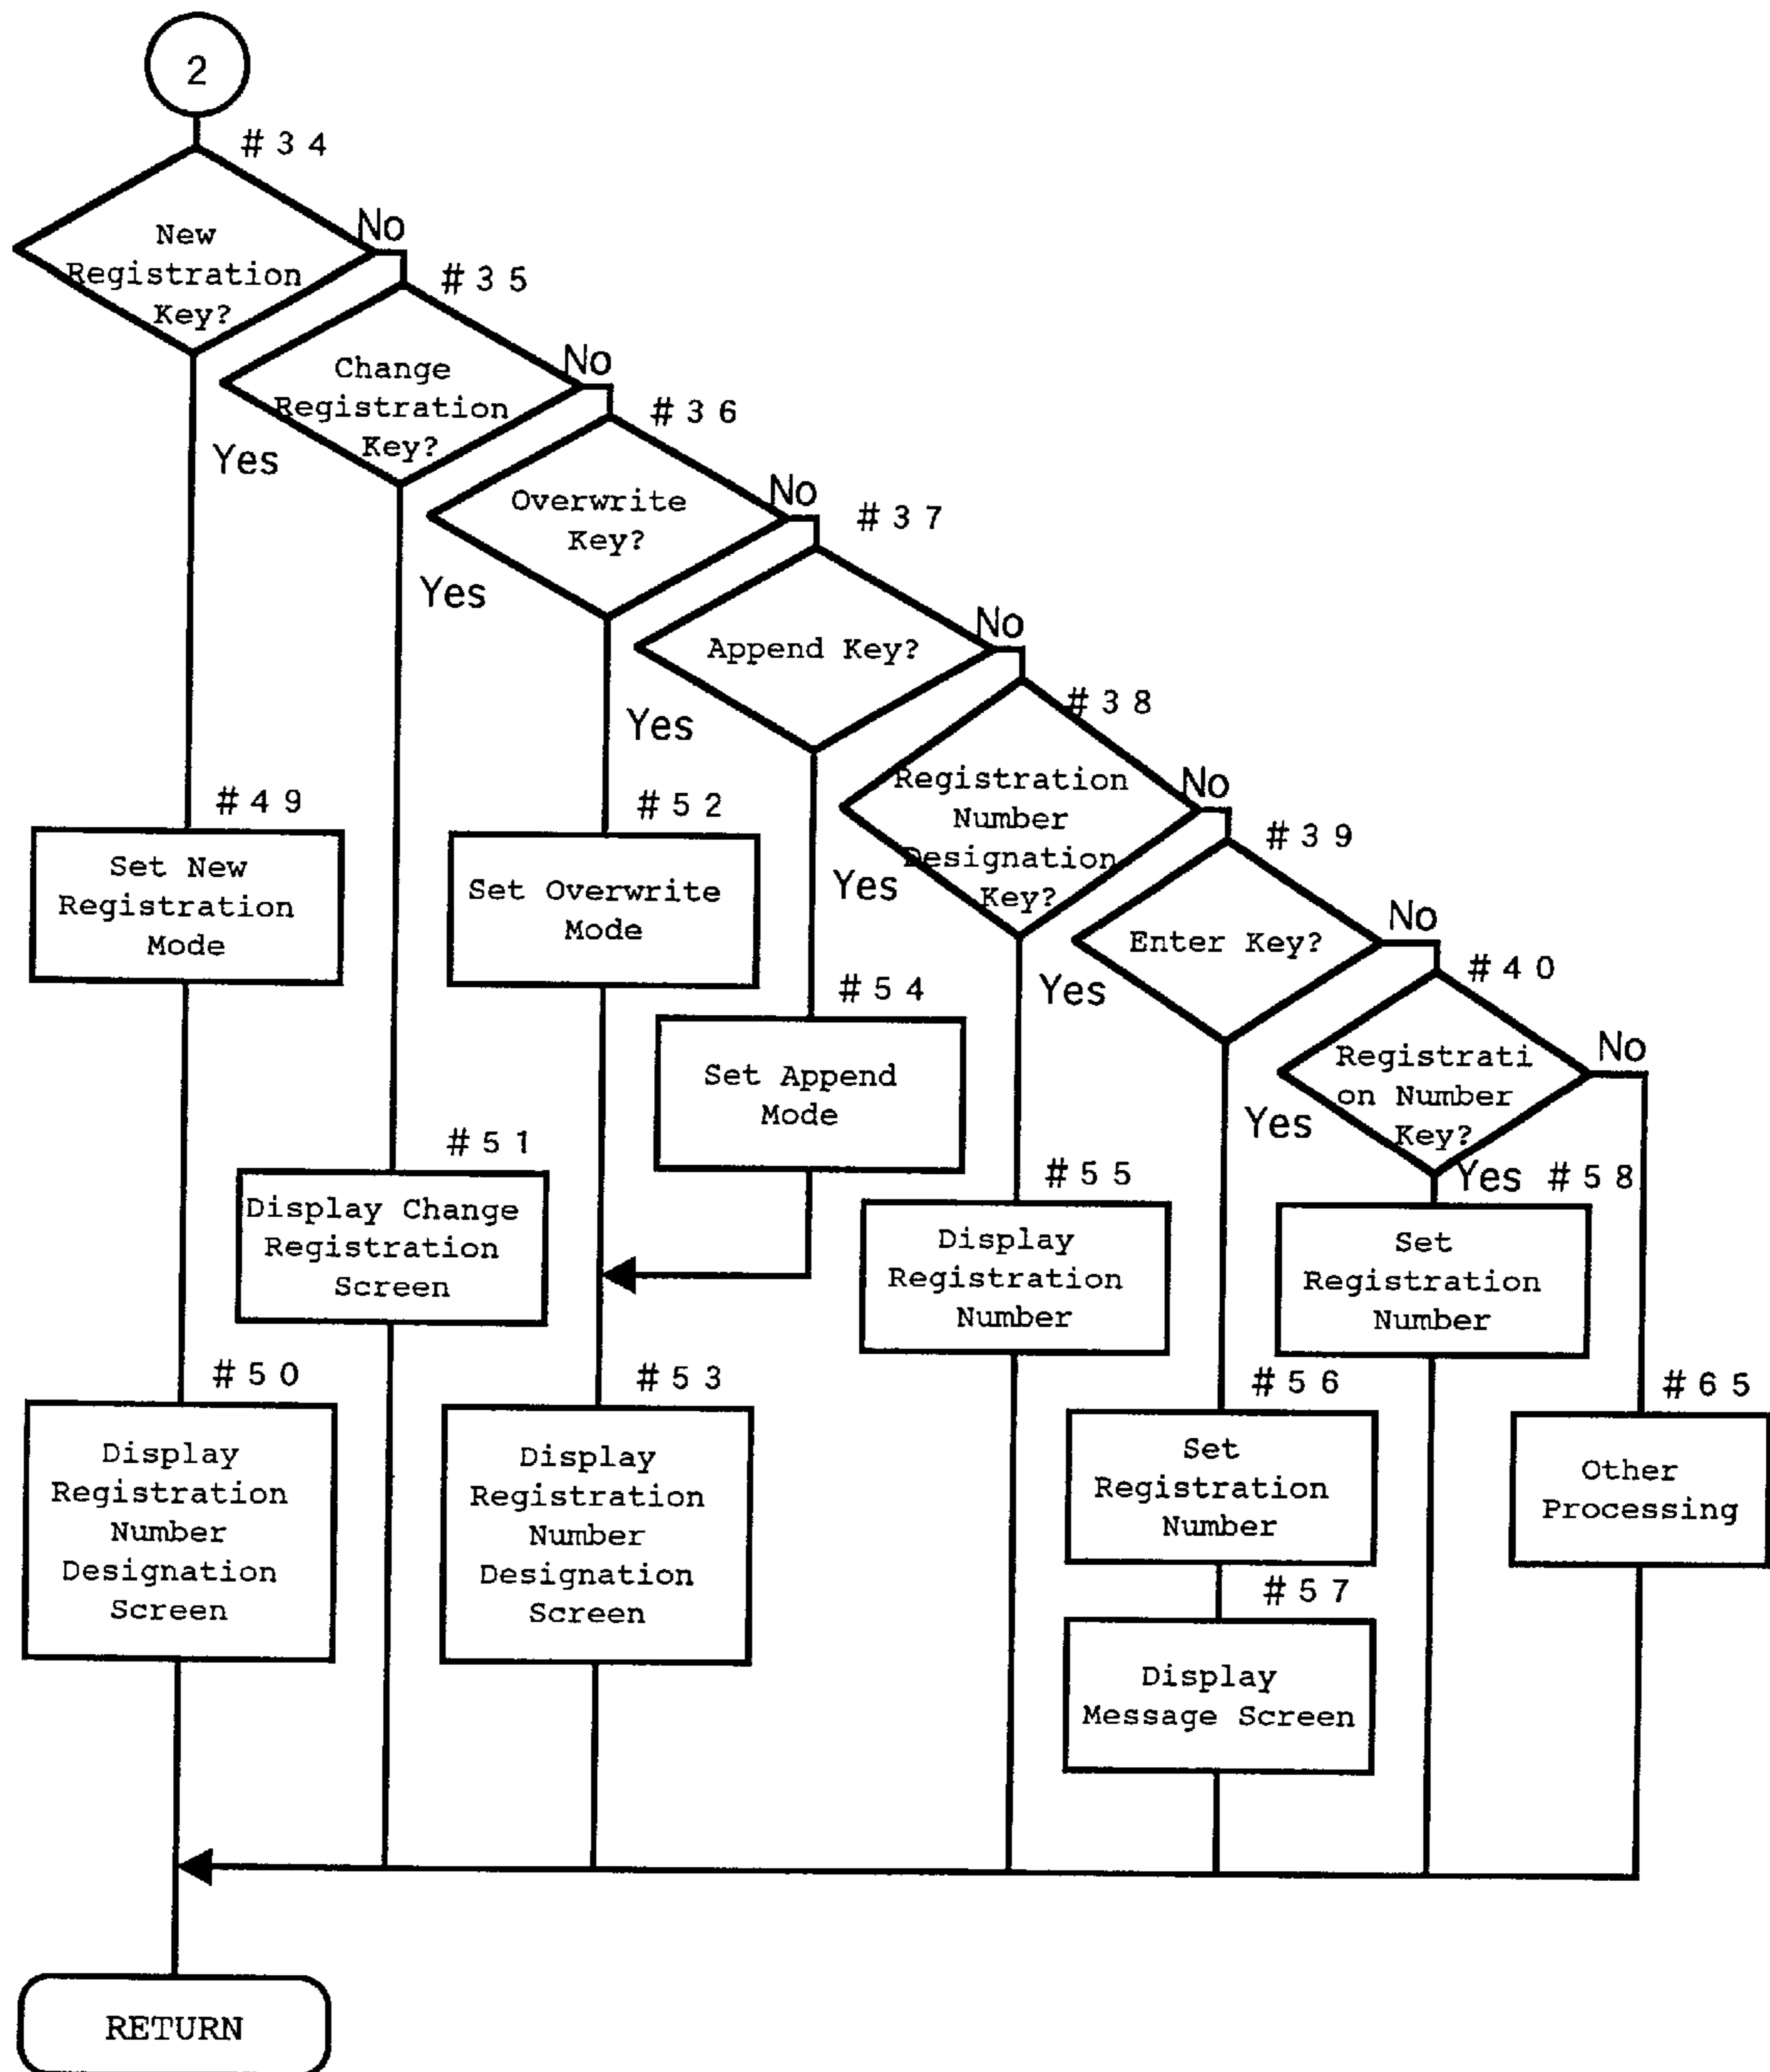 2
#34
New
Registration
Key?
No
Yes
#35
Change
Registration
Key?
No
Yes
#36
Overwrite
Key?
No
Yes
#37
Append Key?
No
Yes
#38
Registration
Number
Designation
Key?
No
Yes
#39
Enter Key?
No
Yes
#40
Registrati
on Number
Key?
No
Yes
#49
Set New
Registration
Mode
#50
Display
Registration
Number
Designation
Screen
#51
Display Change
Registration
Screen
#52
Set Overwrite
Mode
#53
Display
Registration
Number
Designation
Screen
#54
Set Append
Mode
#55
Display
Registration
Number
#56
Set
Registration
Number
#57
Display
Message Screen
#58
Set
Registration
Number
#65
Other
Processing
RETURN